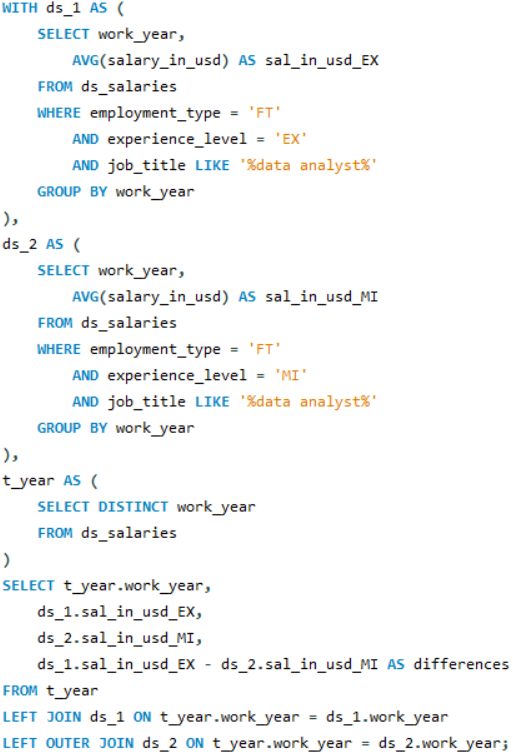 WITH ds_1 AS (
    SELECT work_year,
        AVG(salary_in_usd) AS sal_in_usd_EX
    FROM ds_salaries
    WHERE employment_type = 'FT'
        AND experience_level = 'EX'
        AND job_title LIKE '%data analyst%'
    GROUP BY work_year
),
ds_2 AS (
    SELECT work_year,
        AVG(salary_in_usd) AS sal_in_usd_MI
    FROM ds_salaries
    WHERE employment_type = 'FT'
        AND experience_level = 'MI'
        AND job_title LIKE '%data analyst%'
    GROUP BY work_year
),
t_year AS (
    SELECT DISTINCT work_year
    FROM ds_salaries
)
SELECT t_year.work_year,
    ds_1.sal_in_usd_EX,
    ds_2.sal_in_usd_MI,
    ds_1.sal_in_usd_EX - ds_2.sal_in_usd_MI AS differences
FROM t_year
LEFT JOIN ds_1 ON t_year.work_year = ds_1.work_year
LEFT OUTER JOIN ds_2 ON t_year.work_year = ds_2.work_year;